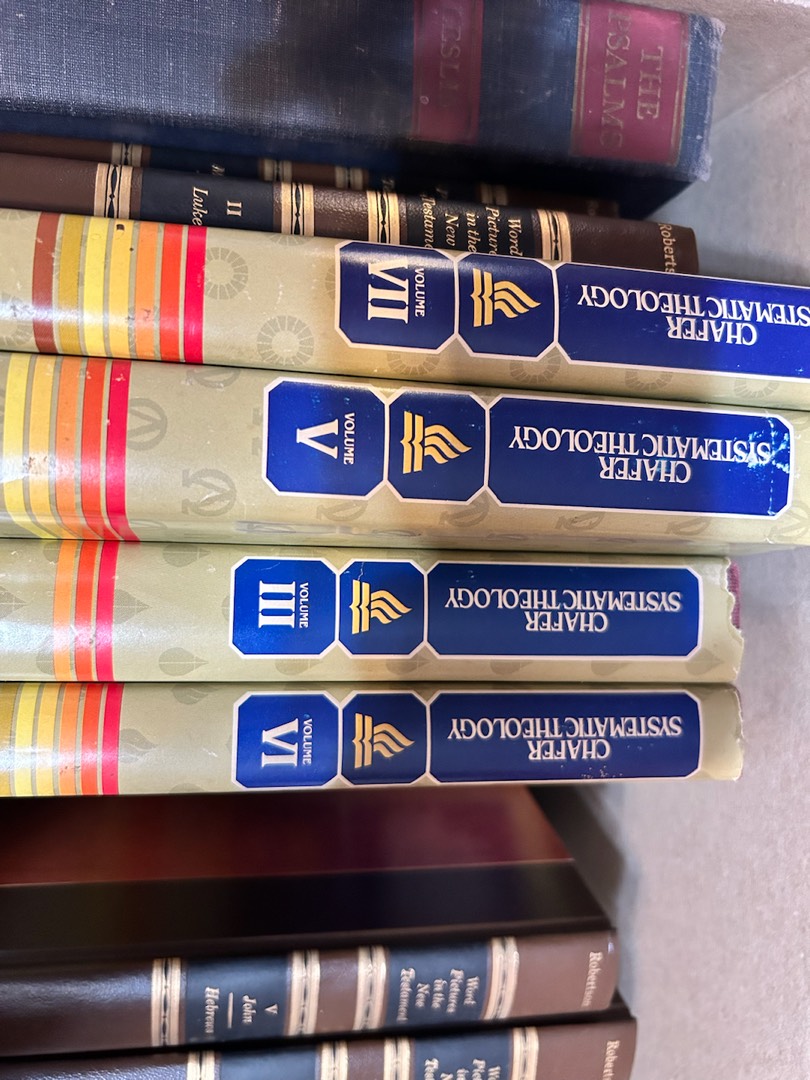 THE
PSALMS
Robertson
Word
Pictures
in the
New
II
Luke
CHAFER
SYSTEMATIC THEOLOGY
VOLUME
VII
CHAFER
SYSTEMATIC THEOLOGY
VOLUME
V
CHAFER
SYSTEMATIC THEOLOGY
VOLUME
III
CHAFER
SYSTEMATIC THEOLOGY
VOLUME
VI
Robertson
Word
Pictures
in the
New
Testament
V
John
Hebrews